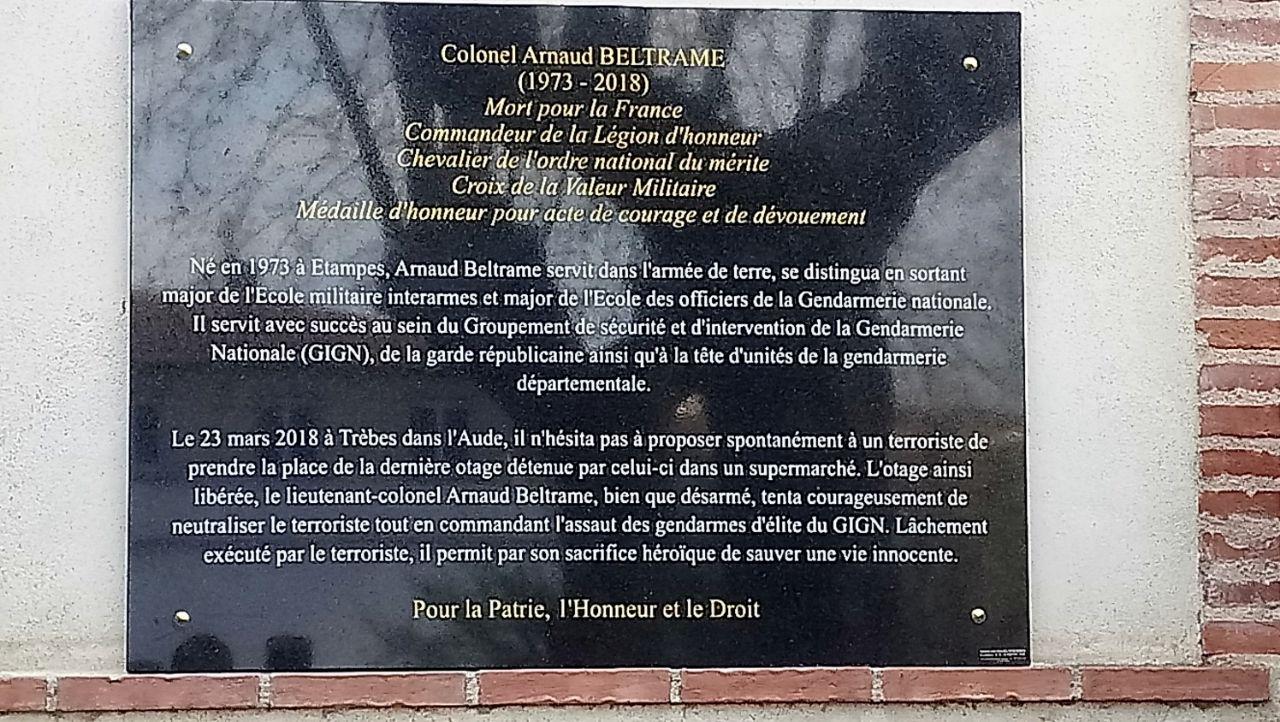 Colonel Arnaud BELTRAME
(1973 - 2018)
Mort pour la France
Commandeur de la Légion d'honneur
Chevalier de l'ordre national du mérite
Croix de la Valeur Militaire
Médaille d'honneur pour acte de courage et de dévouement
Né en 1973 à Etampes, Arnaud Beltrame servit dans l'armée de terre, se distingua en sortant
major de l'Ecole militaire interarmes et major de l'Ecole des officiers de la Gendarmerie nationale.
Il servit avec succès au sein du Groupement de sécurité et d'intervention de la Gendarmerie
Nationale (GIGN), de la garde républicaine ainsi qu'à la tête d'unités de la gendarmerie
départementale.
Le 23 mars 2018 à Trèbes dans l'Aude, il n'hésita pas à proposer spontanément à un terroriste de
prendre la place de la dernière otage détenue par celui-ci dans un supermarché. L'otage ainsi
libérée, le lieutenant-colonel Arnaud Beltrame, bien que désarmé, tenta courageusement de
neutraliser le terroriste tout en commandant l'assaut des gendarmes d'élite du GIGN. Lâchement
exécuté par le terroriste, il permit par son sacrifice héroïque de sauver une vie innocente.
Pour la Patrie, l'Honneur et le Droit